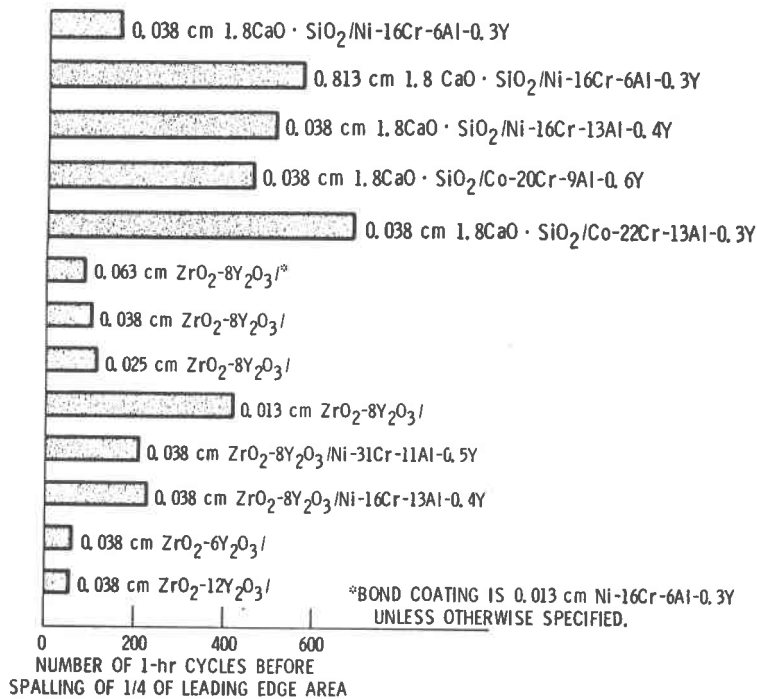 0.038 cm 1.8CaO · SiO₂/Ni-16Cr-6Al-0.3Y
0.813 cm 1.8 CaO · SiO₂/Ni-16Cr-6Al-0.3Y
0.038 cm 1.8CaO · SiO₂/Ni-16Cr-13Al-0.4Y
0.038 cm 1.8CaO · SiO₂/Co-20Cr-9Al-0.6Y
0.038 cm 1.8CaO · SiO₂/Co-22Cr-13Al-0.3Y
0.063 cm ZrO₂-8Y₂O₃/*
0.038 cm ZrO₂-8Y₂O₃/
0.025 cm ZrO₂-8Y₂O₃/
0.013 cm ZrO₂-8Y₂O₃/
0.038 cm ZrO₂-8Y₂O₃/Ni-31Cr-11Al-0.5Y
0.038 cm ZrO₂-8Y₂O₃/Ni-16Cr-13Al-0.4Y
0.038 cm ZrO₂-6Y₂O₃/
0.038 cm ZrO₂-12Y₂O₃/
*BOND COATING IS 0.013 cm Ni-16Cr-6Al-0.3Y
UNLESS OTHERWISE SPECIFIED.
0 200 400 600
NUMBER OF 1-hr CYCLES BEFORE
SPALLING OF 1/4 OF LEADING EDGE AREA